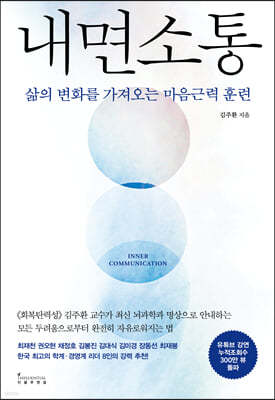 내면소통
삶의 변화를 가져오는 마음근력 훈련
김주환 지음
INNER
COMMUNICATION
《회복탄력성》 김주환 교수가 최신 뇌과학과 명상으로 안내하는
모든 두려움으로부터 완전히 자유로워지는 법
최재천 권오현 채정호 김봉진 김대식 김미경 장동선 최재붕
한국 최고의 학계·경영계 리더 8인의 강력 추천!
유튜브 강연
누적조회수
300만 뷰
돌파
INFLUENTIAL
인플루엔셜